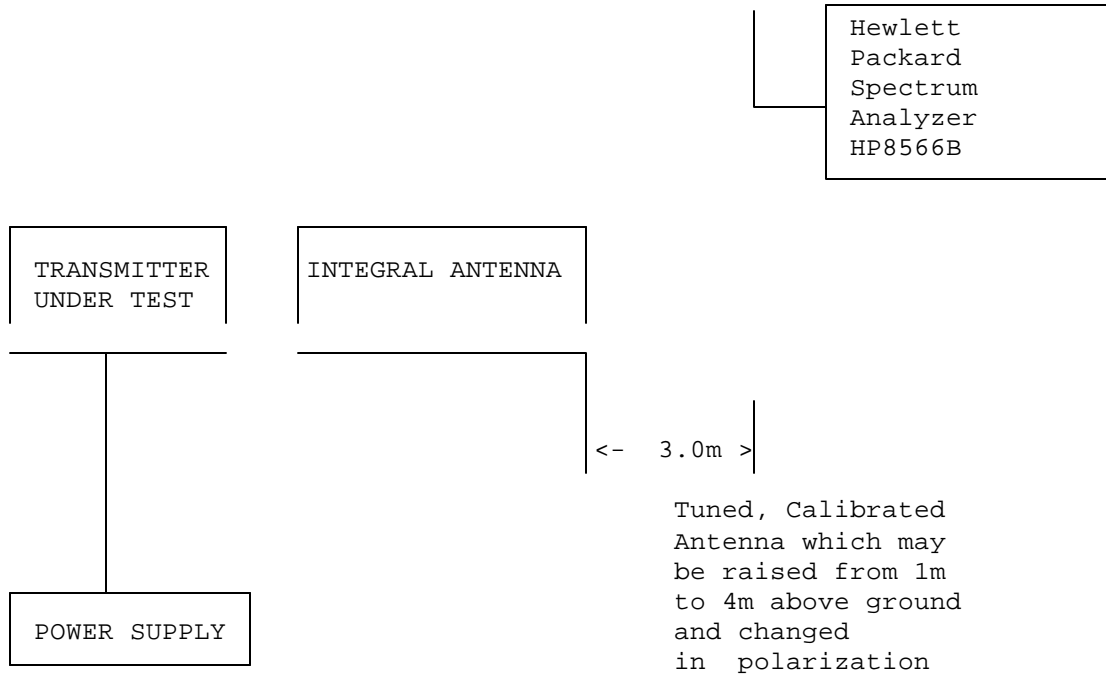 Hewlett
Packard
Spectrum
Analyzer
HP8566B
TRANSMITTER
UNDER TEST
INTEGRAL ANTENNA
<-  3.0m >
Tuned, Calibrated
Antenna which may
be raised from 1m
to 4m above ground
and changed
in  polarization
POWER SUPPLY